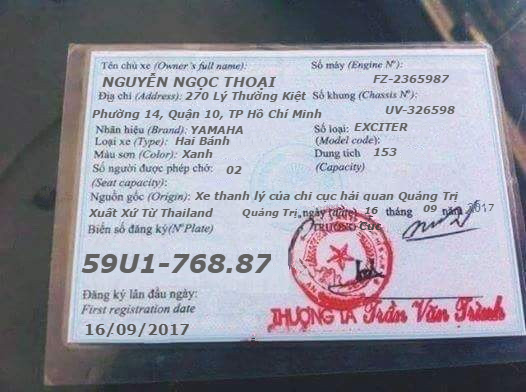 Tên chủ xe (Owner's full name): Số máy (Engine Nº):
NGUYỄN NGỌC THOẠI FZ-2365987
Địa chỉ (Address): 270 Lý Thường Kiệt Số khung (Chassis Nº)
Phường 14, Quận 10, TP Hồ Chí Minh UV-326598
Nhãn hiệu (Brand): YAMAHA Số loại: EXCITER
Loại xe (Type): Hai Bánh (Model code):
Màu sơn (Color): Xanh Dung tích 153
Số người được phép chở: 02 (Capacity)
(Seat capacity):
Nguồn gốc (Origin): Xe thanh lý của chi cục hải quan Quảng Trị
Xuất Xứ Từ Thailand Quảng Trị, ngày (date) 16 tháng 09 năm 2017
Biển số đăng ký(Nº Plate) TRƯỞNG Cục
59U1-768.87
Đăng ký lần đầu ngày:
First registration date
16/09/2017
THƯỢNG TÁ Trần Văn Trình